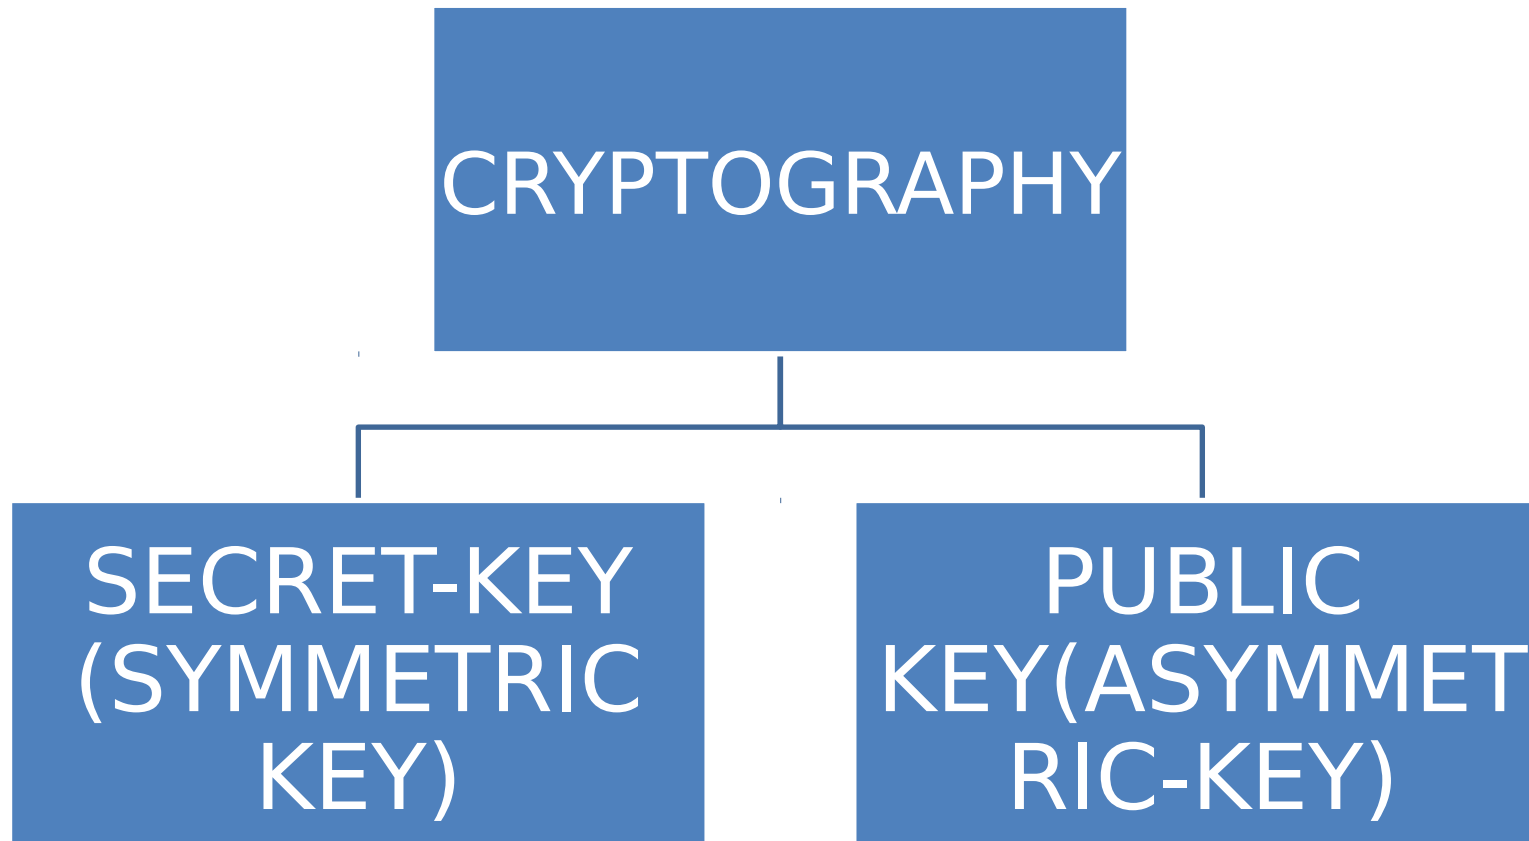 CRYPTOGRAPHY
SECRET-KEY
(SYMMETRIC
KEY)
PUBLIC
KEY(ASYMMET
RIC-KEY)